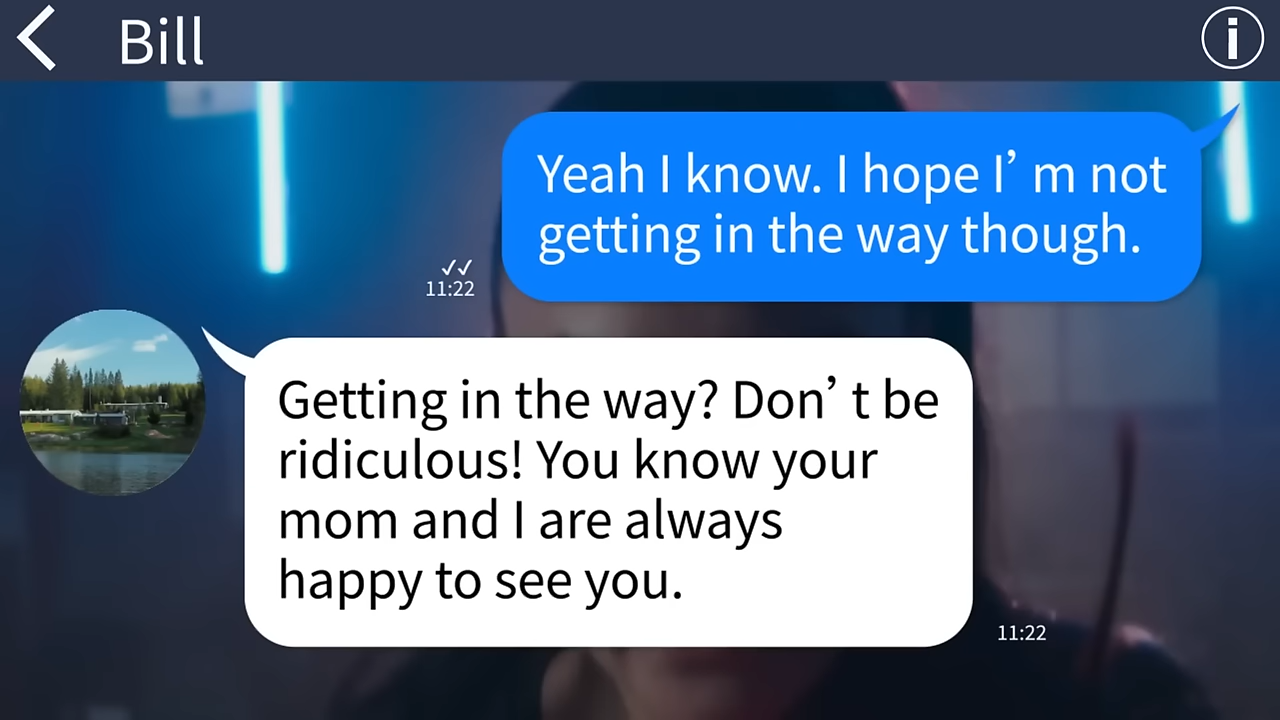 Bill
Yeah I know. I hope I’m not
getting in the way though.
11:22
Getting in the way? Don’t be
ridiculous! You know your
mom and I are always
happy to see you.
11:22